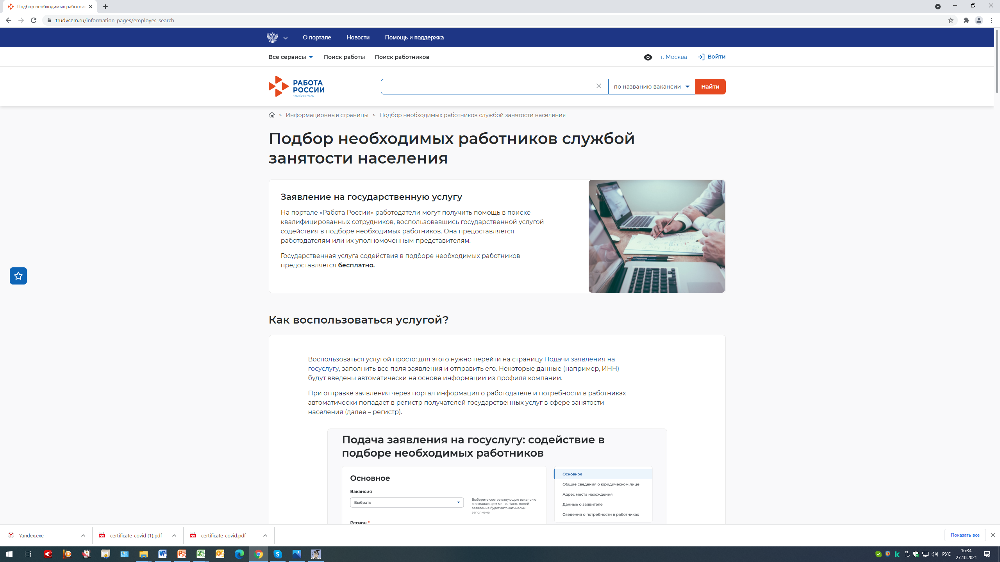 Подбор необходимых работни
trudvsem.ru/information-pages/employes-search
О портале Новости Помощь и поддержка
Все сервисы Поиск работы Поиск работников г. Москва Войти
РАБОТА
РОССИИ
trudvsem.ru
по названию вакансии Найти
> Информационные страницы > Подбор необходимых работников службой занятости населения
Подбор необходимых работников службой
занятости населения
Заявление на государственную услугу
На портале «Работа России» работодатели могут получить помощь в поиске
квалифицированных сотрудников, воспользовавшись государственной услугой
содействия в подборе необходимых работников. Она предоставляется
работодателям или их уполномоченным представителям.
Государственная услуга содействия в подборе необходимых работников
предоставляется бесплатно.
Как воспользоваться услугой?
Воспользоваться услугой просто: для этого нужно перейти на страницу Подачи заявления на
госуслугу, заполнить все поля заявления и отправить его. Некоторые данные (например, ИНН)
будут введены автоматически на основе информации из профиля компании.
При отправке заявления через портал информация о работодателе и потребности в работниках
автоматически попадает в регистр получателей государственных услуг в сфере занятости
населения (далее – регистр).
Подача заявления на госуслугу: содействие в
подборе необходимых работников
Основное
Вакансия
Выбрать
Выберите соответствующую вакансию
в выпадающем меню. Часть полей
заявления будет автоматически
заполнена
Регион *
Основное
Общие сведения о юридическом лице
Адрес места нахождения
Данные о заявителе
Сведения о потребности в работниках
Yandex.exe certificate_covid (1).pdf certificate_covid.pdf Показать все
РУС
16:34
27.10.2021